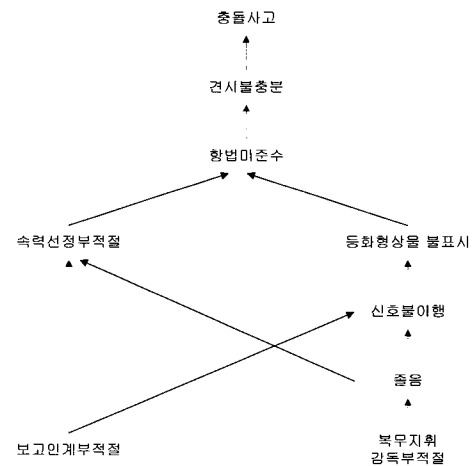 충돌사고
견시불충분
항법미준수
속력선정부적절
등화형상물 불표시
신호불이행
졸음
보고인계부적절
복무지휘
감독부적절